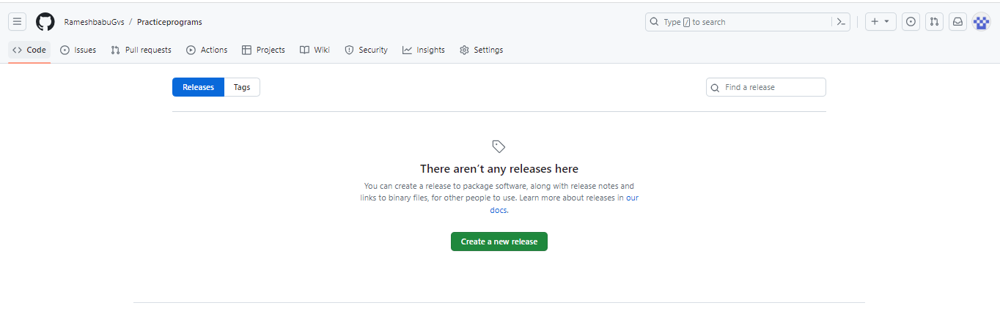 RameshbabuGvs / Practiceprograms
Type / to search
Code Issues Pull requests Actions Projects Wiki Security Insights Settings
Releases Tags Find a release
There aren't any releases here
You can create a release to package software, along with release notes and
links to binary files, for other people to use. Learn more about releases in our
docs.
Create a new release